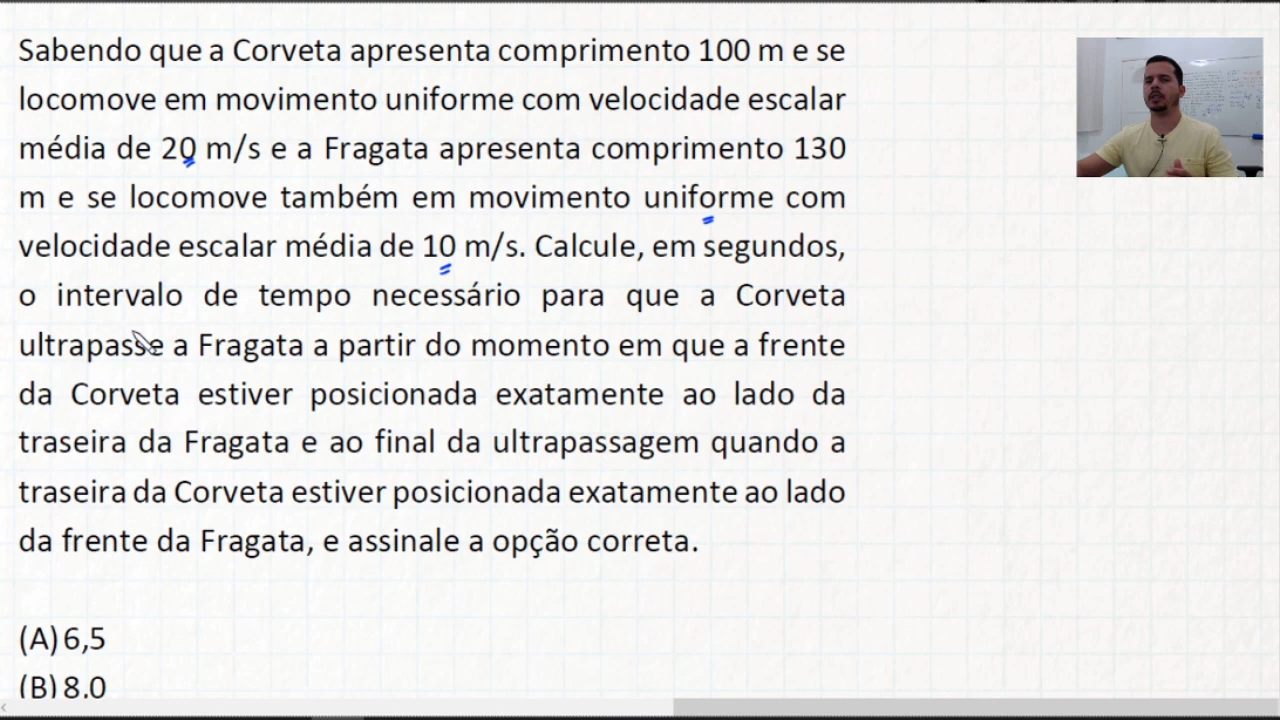 Sabendo que a Corveta apresenta comprimento 100 m e se
locomove em movimento uniforme com velocidade escalar
média de 20 m/s e a Fragata apresenta comprimento 130
m e se locomove também em movimento uniforme com
velocidade escalar média de 10 m/s. Calcule, em segundos,
o intervalo de tempo necessário para que a Corveta
ultrapasse a Fragata a partir do momento em que a frente
da Corveta estiver posicionada exatamente ao lado da
traseira da Fragata e ao final da ultrapassagem quando a
traseira da Corveta estiver posicionada exatamente ao lado
da frente da Fragata, e assinale a opção correta.
(A) 6,5
(B) 8,0